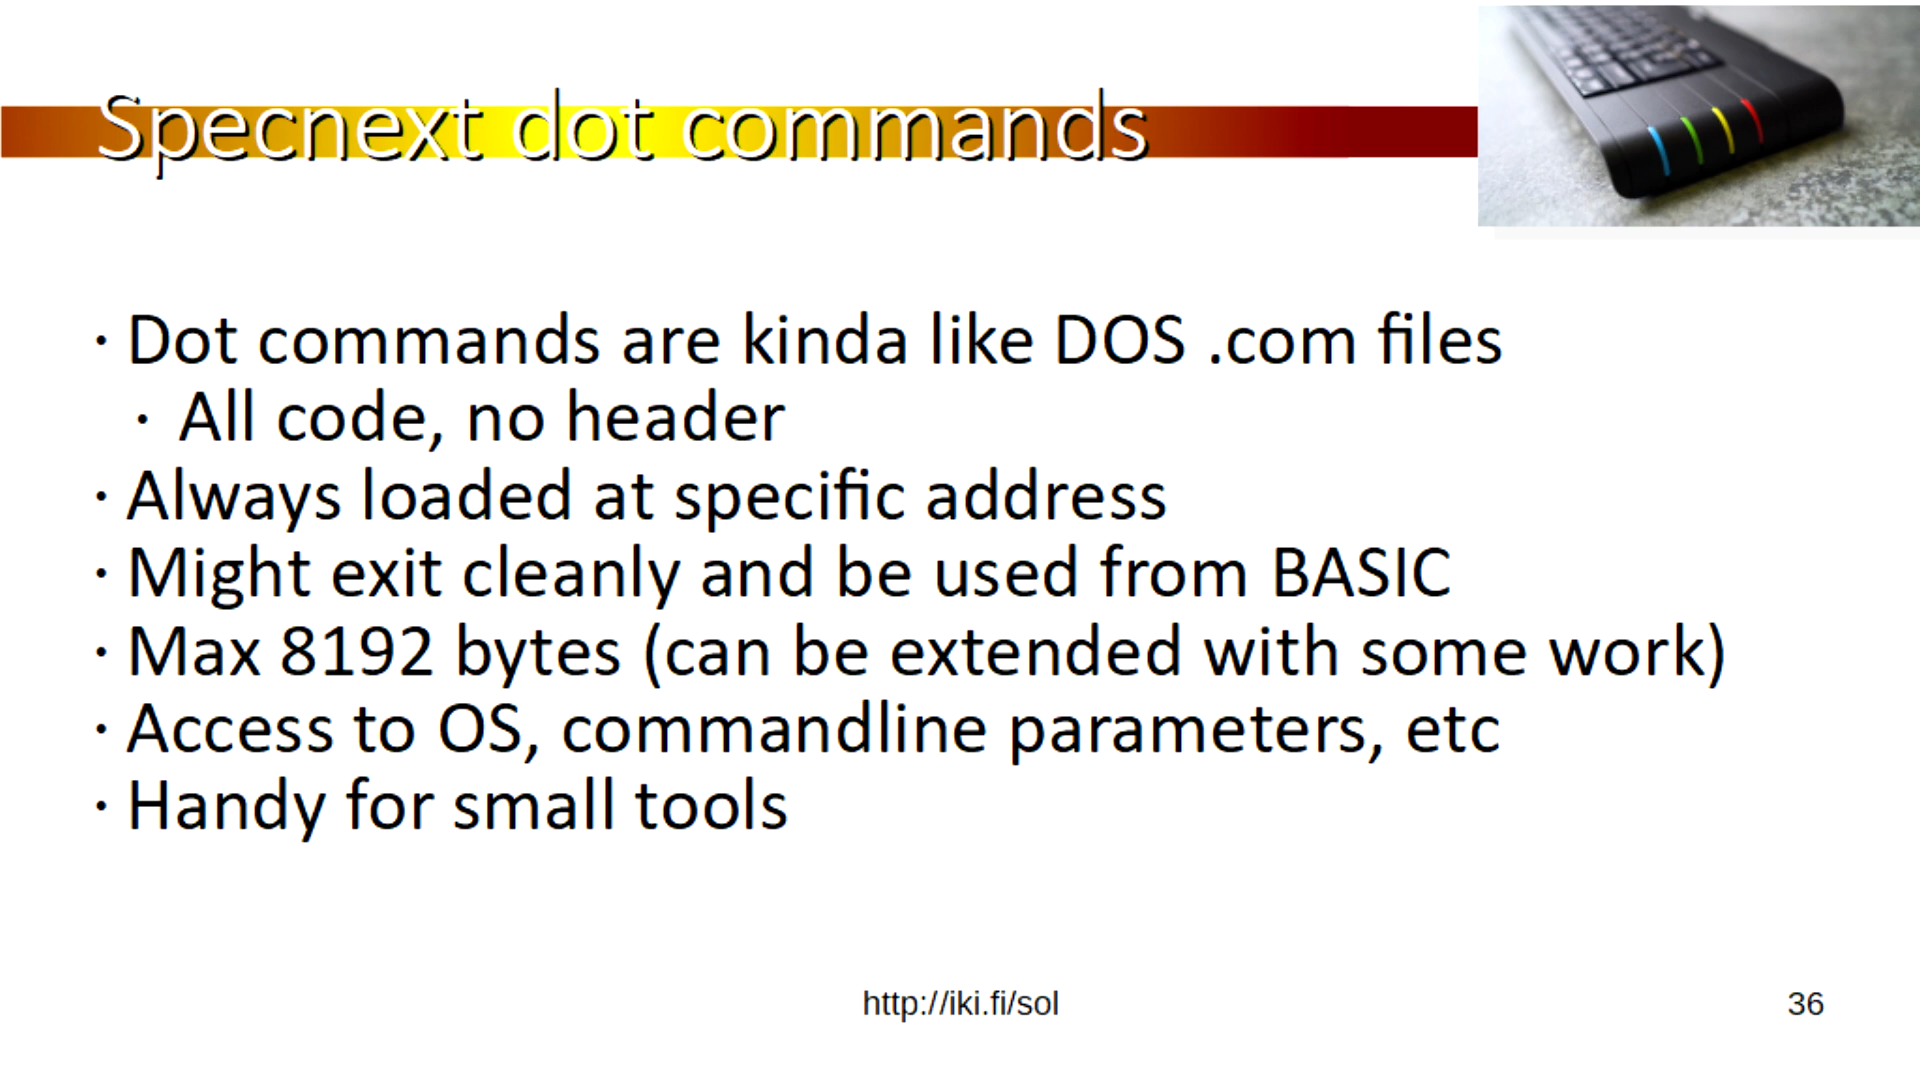 Specnext dot commands
· Dot commands are kinda like DOS .com files
· All code, no header
· Always loaded at specific address
· Might exit cleanly and be used from BASIC
· Max 8192 bytes (can be extended with some work)
· Access to OS, commandline parameters, etc
· Handy for small tools
http://iki.fi/sol
36